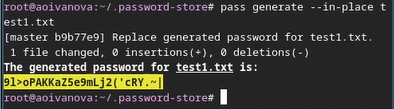 root@aoivanova:~/.password-store# pass generate --in-place t
est1.txt
[master b9b77e9] Replace generated password for test1.txt.
 1 file changed, 0 insertions(+), 0 deletions(-)
The generated password for test1.txt is:
9l>oPAKKaZ5e9mLj2('cRY.~|
root@aoivanova:~/.password-store#